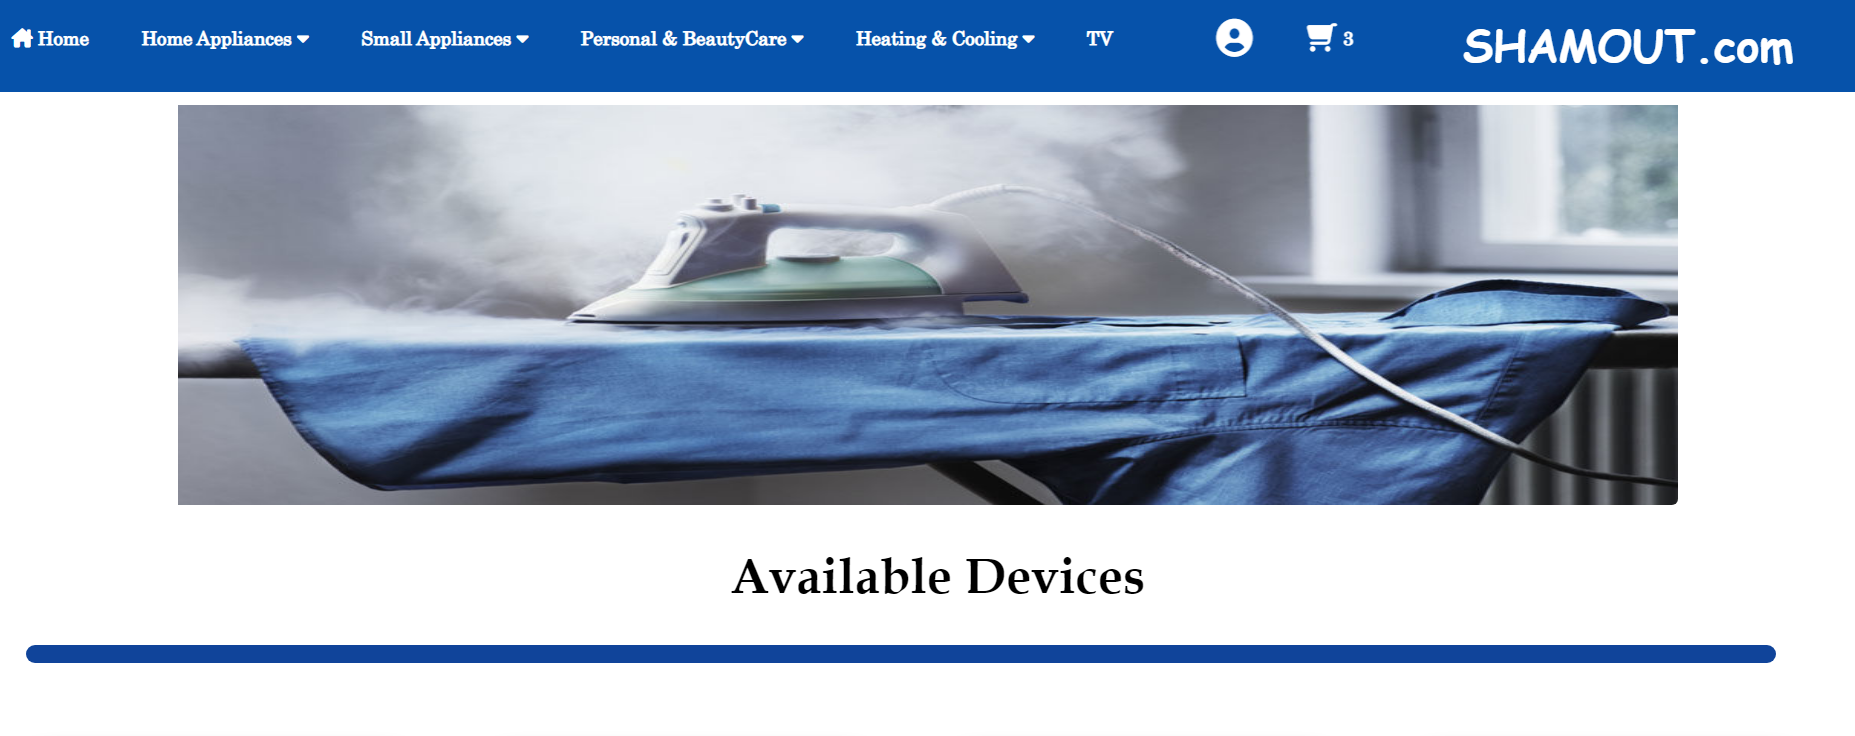 Home Home Appliances Small Appliances Personal & BeautyCare Heating & Cooling TV 3 SHAMOUT.com
Available Devices